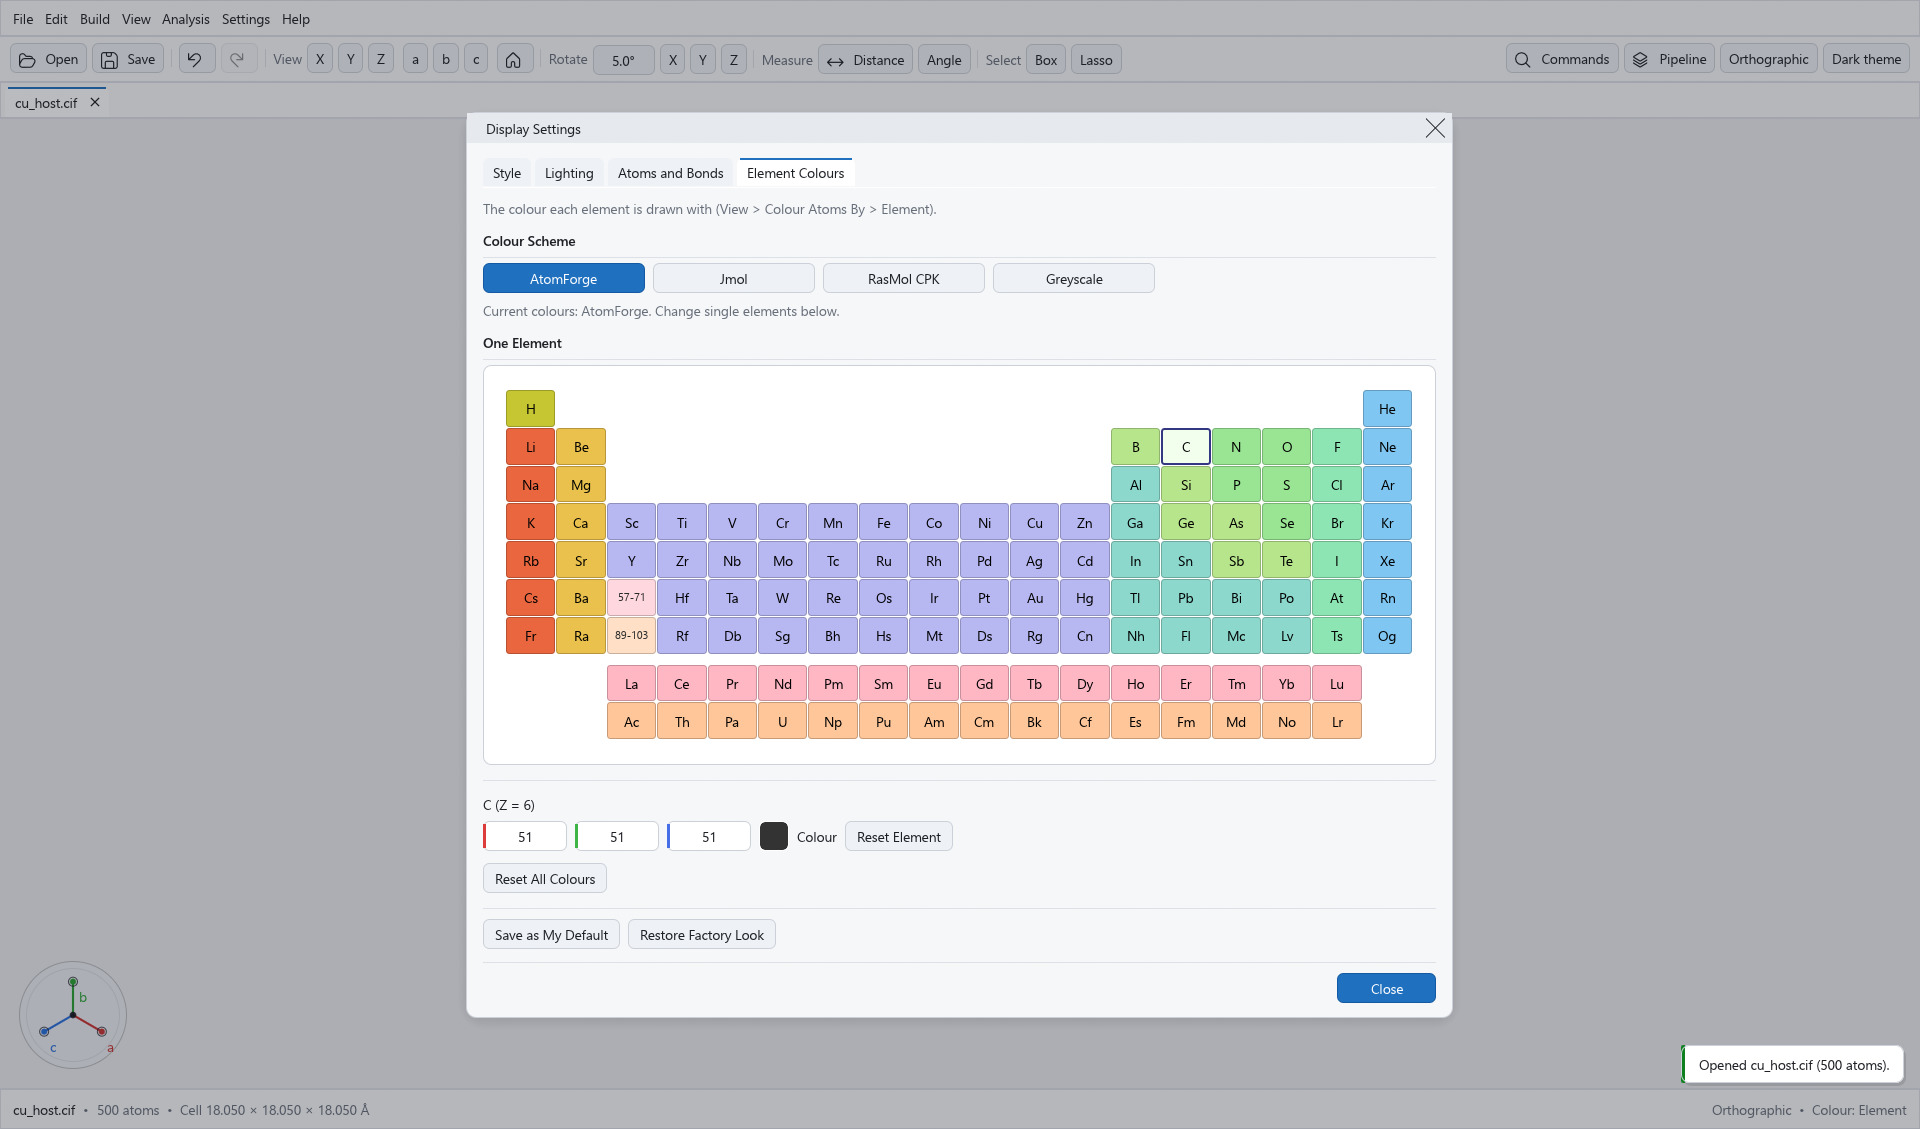 File Edit Build View Analysis Settings Help
Open Save View X Y Z a b c Rotate 5.0° X Y Z Measure Distance Angle Select Box Lasso Commands Pipeline Orthographic Dark theme
cu_host.cif
Display Settings
Style Lighting Atoms and Bonds Element Colours
The colour each element is drawn with (View > Colour Atoms By > Element).
Colour Scheme
AtomForge Jmol RasMol CPK Greyscale
Current colours: AtomForge. Change single elements below.
One Element
H He
Li Be B C N O F Ne
Na Mg Al Si P S Cl Ar
K Ca Sc Ti V Cr Mn Fe Co Ni Cu Zn Ga Ge As Se Br Kr
Rb Sr Y Zr Nb Mo Tc Ru Rh Pd Ag Cd In Sn Sb Te I Xe
Cs Ba 57-71 Hf Ta W Re Os Ir Pt Au Hg Tl Pb Bi Po At Rn
Fr Ra 89-103 Rf Db Sg Bh Hs Mt Ds Rg Cn Nh Fl Mc Lv Ts Og
La Ce Pr Nd Pm Sm Eu Gd Tb Dy Ho Er Tm Yb Lu
Ac Th Pa U Np Pu Am Cm Bk Cf Es Fm Md No Lr
C (Z = 6)
51 51 51 Colour Reset Element
Reset All Colours
Save as My Default Restore Factory Look
Close
b
c a
Opened cu_host.cif (500 atoms).
cu_host.cif • 500 atoms • Cell 18.050 × 18.050 × 18.050 Å Orthographic • Colour: Element